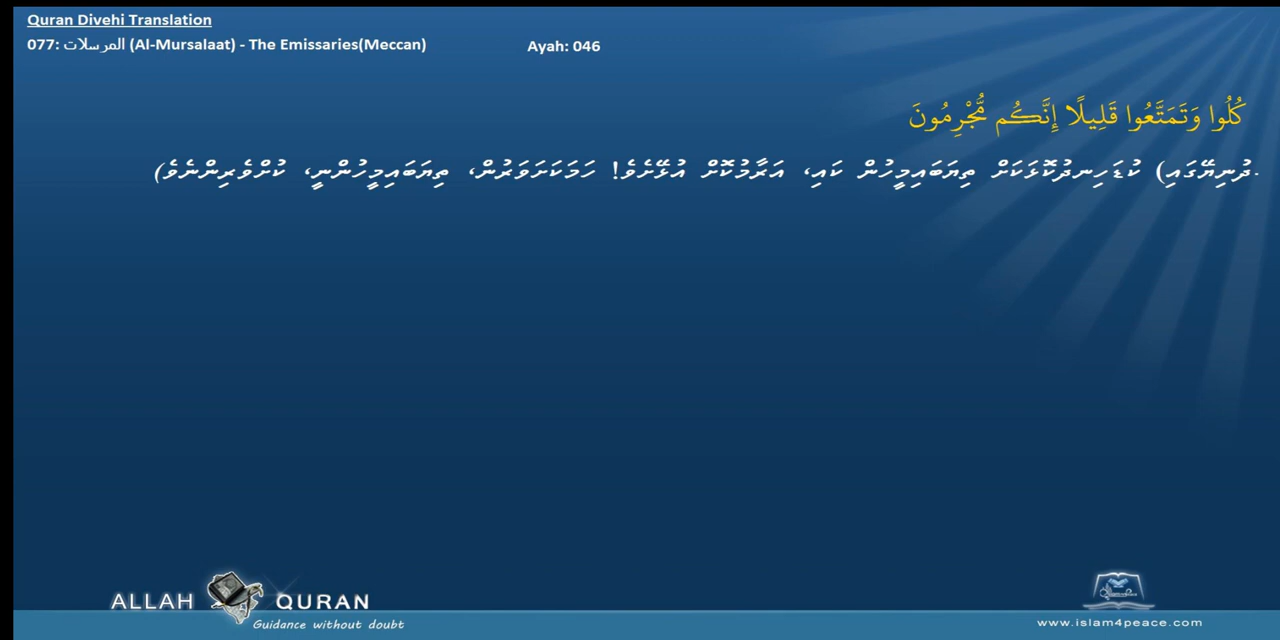 Quran Divehi Translation
077: المرسلات (Al-Mursalaat) - The Emissaries(Meccan)
Ayah: 046
كُلُوا وَتَمَتَّعُوا قَلِيلًا إِنَّكُم مُّجْرِمُونَ
.ދުނިޔޭގައި) ކުޑަހިނދުކޮޅަކަށް ތިޔަބައިމީހުން ކައި، އަރާމުކޮށް އުޅޭށެވެ! ހަމަކަށަވަރުން، ތިޔަބައިމީހުންނީ، ކުށްވެރިންނެވެ)
ALLAH QURAN
Guidance without doubt
www.islam4peace.com